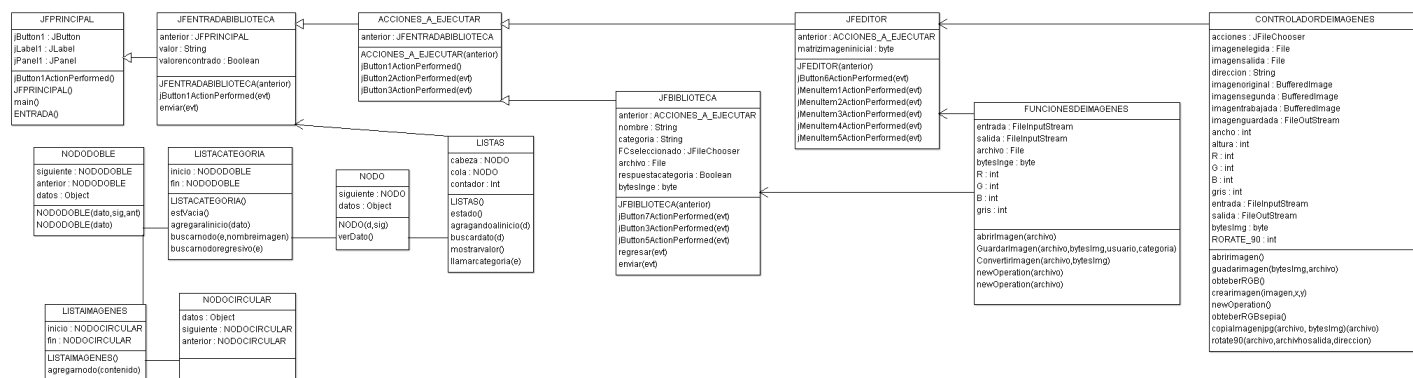 JFPRINCIPAL
jButton1 : JButton
jLabel1 : JLabel
jPanel1 : JPanel
jButton1ActionPerformed()
JFPRINCIPAL()
main()
ENTRADA()
JFENTRADABIBLIOTECA
anterior : JFPRINCIPAL
valor : String
valorencontrado : Boolean
JFENTRADABIBLIOTECA(anterior)
jButton1ActionPerformed(evt)
enviar(evt)
ACCIONES_A_EJECUTAR
anterior : JFENTRADABIBLIOTECA
ACCIONES_A_EJECUTAR(anterior)
jButton1ActionPerformed()
jButton2ActionPerformed(evt)
jButton3ActionPerformed(evt)
JFEDITOR
anterior : ACCIONES_A_EJECUTAR
matrizimageninicial : byte
JFEDITOR(anterior)
jButton6ActionPerformed(evt)
jMenuItem1ActionPerformed(evt)
jMenuItem2ActionPerformed(evt)
jMenuItem3ActionPerformed(evt)
jMenuItem4ActionPerformed(evt)
jMenuItem5ActionPerformed(evt)
CONTROLADORDEIMAGENES
acciones : JFileChooser
imagenelegida : File
imagensalida : File
direccion : String
imagenoriginal : BufferedImage
imagensegunda : BufferedImage
imagentrabajada : BufferedImage
imagenguardada : FileOutStream
ancho : int
altura : int
R : int
G : int
B : int
gris : int
entrada : FileInputStream
salida : FileOutStream
bytesImg : byte
RORATE_90 : int
abririmagen()
guadarimagen(bytesImg,archivo)
obteberRGB()
crearimagen(imagen,x,y)
newOperation()
obteberRGBsepia()
copiaImagenjpg(archivo, bytesImg)(archivo)
rotate90(archivo,archivhosalida,direccion)
JFBIBLIOTECA
anterior : ACCIONES_A_EJECUTAR
nombre : String
categoria : String
FCseleccionado : JFileChooser
archivo : File
respuestacategoria : Boolean
bytesInge : byte
JFBIBLIOTECA(anterior)
jButton7ActionPerformed(evt)
jButton3ActionPerformed(evt)
jButton5ActionPerformed(evt)
regresar(evt)
enviar(evt)
FUNCIONESDEIMAGENES
entrada : FileInputStream
salida : FileInputStream
archivo : File
bytesInge : byte
R : int
G : int
B : int
gris : int
abrirImagen(archivo)
GuardarImagen(archivo,bytesImg,usuario,categoria)
ConvertirImagen(archivo,bytesImg)
newOperation(archivo)
newOperation(archivo)
LISTAS
cabeza : NODO
cola : NODO
contador : Int
LISTAS()
estado()
agragandoalinicio(d)
buscardato(d)
mostrarvalor()
llamarcategoria(e)
NODODOBLE
siguiente : NODODOBLE
anterior : NODODOBLE
datos : Object
NODODOBLE(dato,sig,ant)
NODODOBLE(dato)
LISTACATEGORIA
inicio : NODODOBLE
fin : NODODOBLE
LISTACATEGORIA()
estVacia()
agregaralinicio(dato)
buscarnodo(e,nombreimagen)
buscarnodoregresivo(e)
NODO
siguiente : NODO
datos : Object
NODO(d,sig)
verDato()
LISTAIMAGENES
inicio : NODOCIRCULAR
fin : NODOCIRCULAR
LISTAIMAGENES()
agregarnodo(contenido)
NODOCIRCULAR
datos : Object
siguiente : NODOCIRCULAR
anterior : NODOCIRCULAR